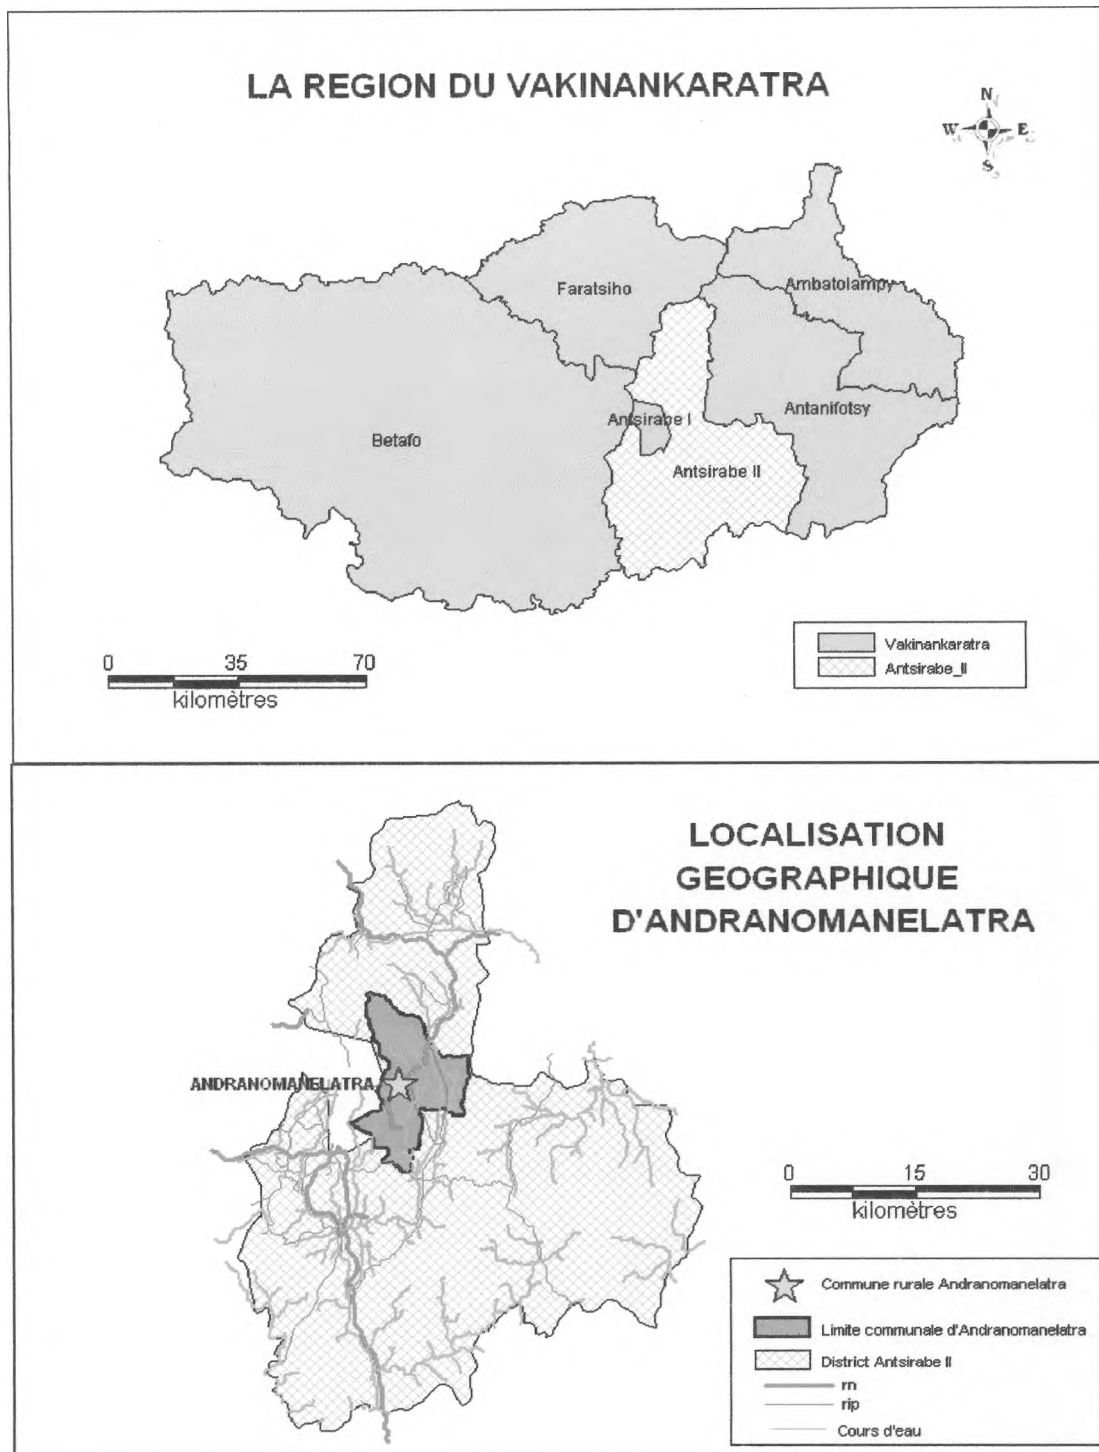 LA REGION DU VAKINANKARATRA
N
W E
S
Faratsiho
Ambatolampy
Antsirabe I
Antanifotsy
Betafo
Antsirabe II
0 35 70
kilomètres
Vakinankaratra
Antsirabe_II
LOCALISATION
GEOGRAPHIQUE
D'ANDRANOMANELATRA
ANDRANOMANELATRA
0 15 30
kilomètres
Commune rurale Andranomanelatra
Limite communale d'Andranomanelatra
District Antsirabe II
rn
rip
Cours d'eau